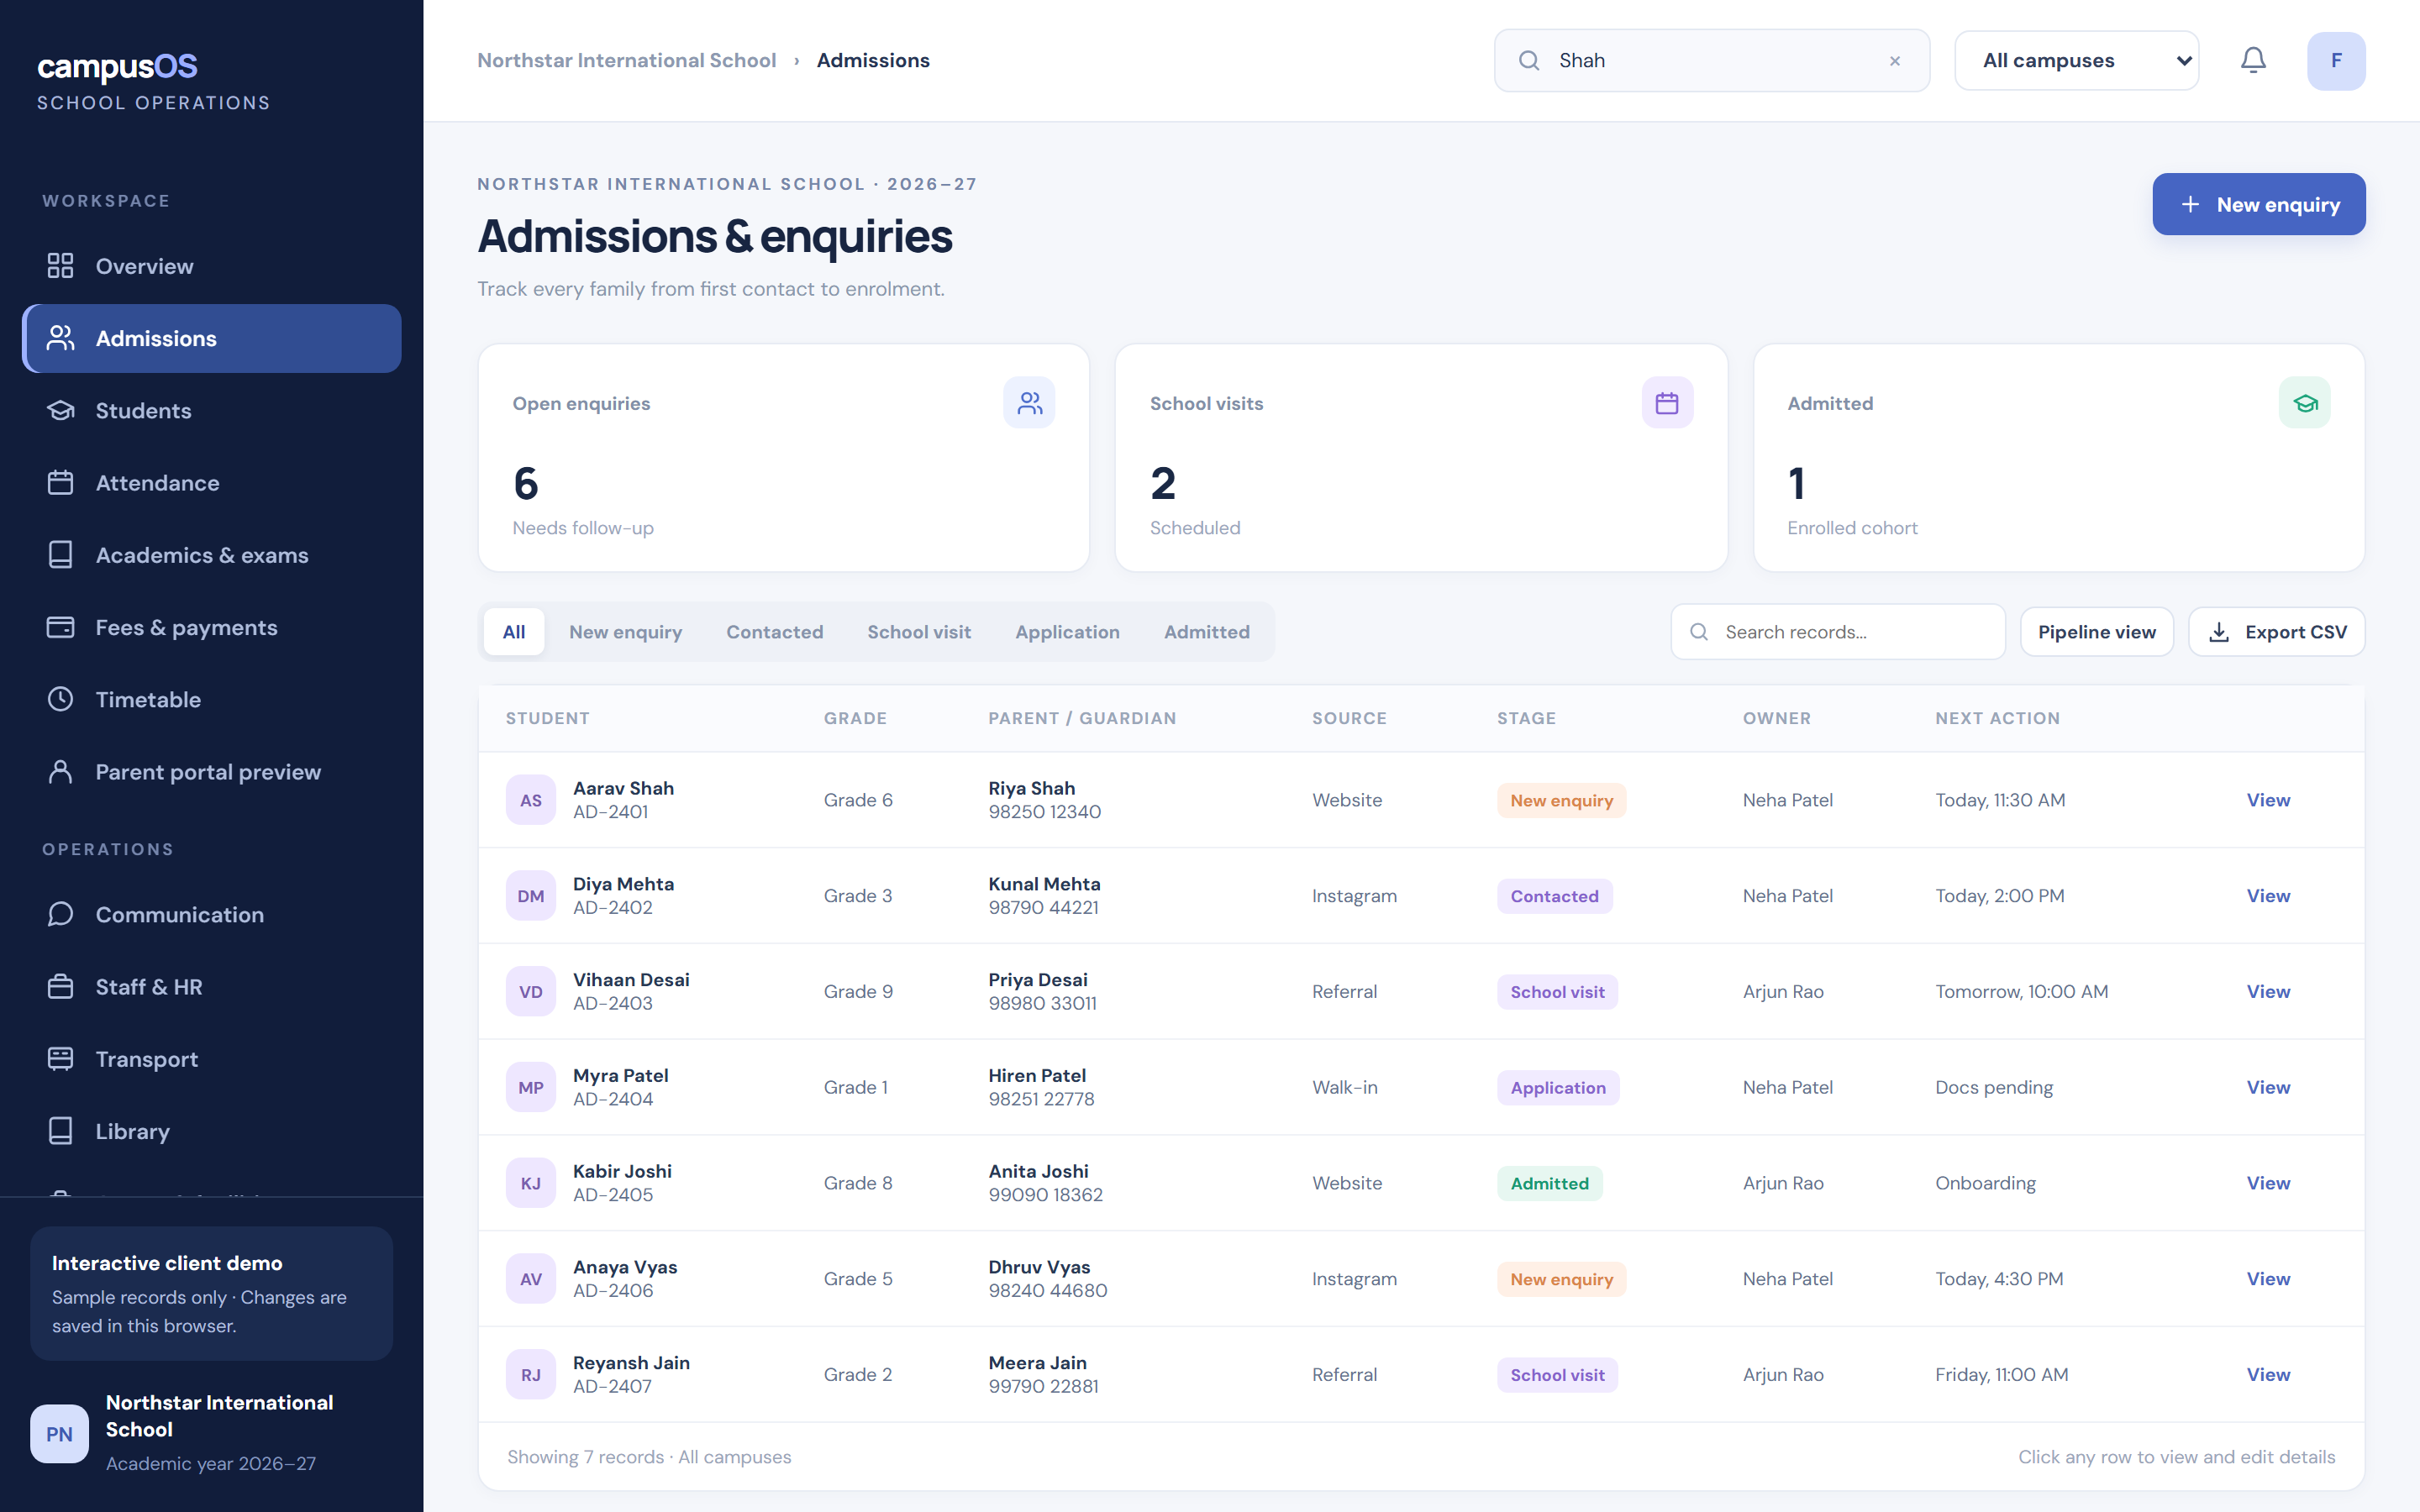 campusOS
SCHOOL OPERATIONS
WORKSPACE
Overview
Admissions
Students
Attendance
Academics & exams
Fees & payments
Timetable
Parent portal preview
OPERATIONS
Communication
Staff & HR
Transport
Library
Interactive client demo
Sample records only · Changes are
saved in this browser.
PN
Northstar International
School
Academic year 2026–27
Northstar International School › Admissions
Shah ×
All campuses
F
NORTHSTAR INTERNATIONAL SCHOOL · 2026–27
Admissions & enquiries
Track every family from first contact to enrolment.
+ New enquiry
Open enquiries
6
Needs follow-up
School visits
2
Scheduled
Admitted
1
Enrolled cohort
All New enquiry Contacted School visit Application Admitted
Search records...
Pipeline view
Export CSV
STUDENT GRADE PARENT / GUARDIAN SOURCE STAGE OWNER NEXT ACTION
AS Aarav Shah AD-2401 Grade 6 Riya Shah 98250 12340 Website New enquiry Neha Patel Today, 11:30 AM View
DM Diya Mehta AD-2402 Grade 3 Kunal Mehta 98790 44221 Instagram Contacted Neha Patel Today, 2:00 PM View
VD Vihaan Desai AD-2403 Grade 9 Priya Desai 98980 33011 Referral School visit Arjun Rao Tomorrow, 10:00 AM View
MP Myra Patel AD-2404 Grade 1 Hiren Patel 98251 22778 Walk-in Application Neha Patel Docs pending View
KJ Kabir Joshi AD-2405 Grade 8 Anita Joshi 99090 18362 Website Admitted Arjun Rao Onboarding View
AV Anaya Vyas AD-2406 Grade 5 Dhruv Vyas 98240 44680 Instagram New enquiry Neha Patel Today, 4:30 PM View
RJ Reyansh Jain AD-2407 Grade 2 Meera Jain 99790 22881 Referral School visit Arjun Rao Friday, 11:00 AM View
Showing 7 records · All campuses
Click any row to view and edit details